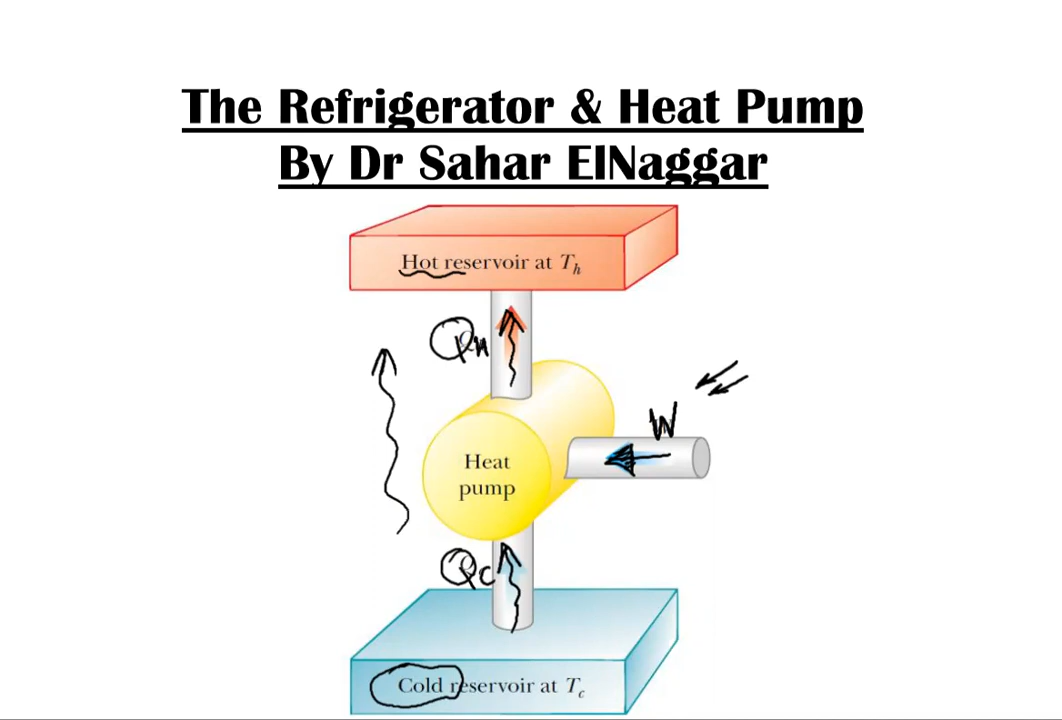 The Refrigerator & Heat Pump
By Dr Sahar ElNaggar
Hot reservoir at Th
QH
W
Heat
pump
Qc
Cold reservoir at Tc